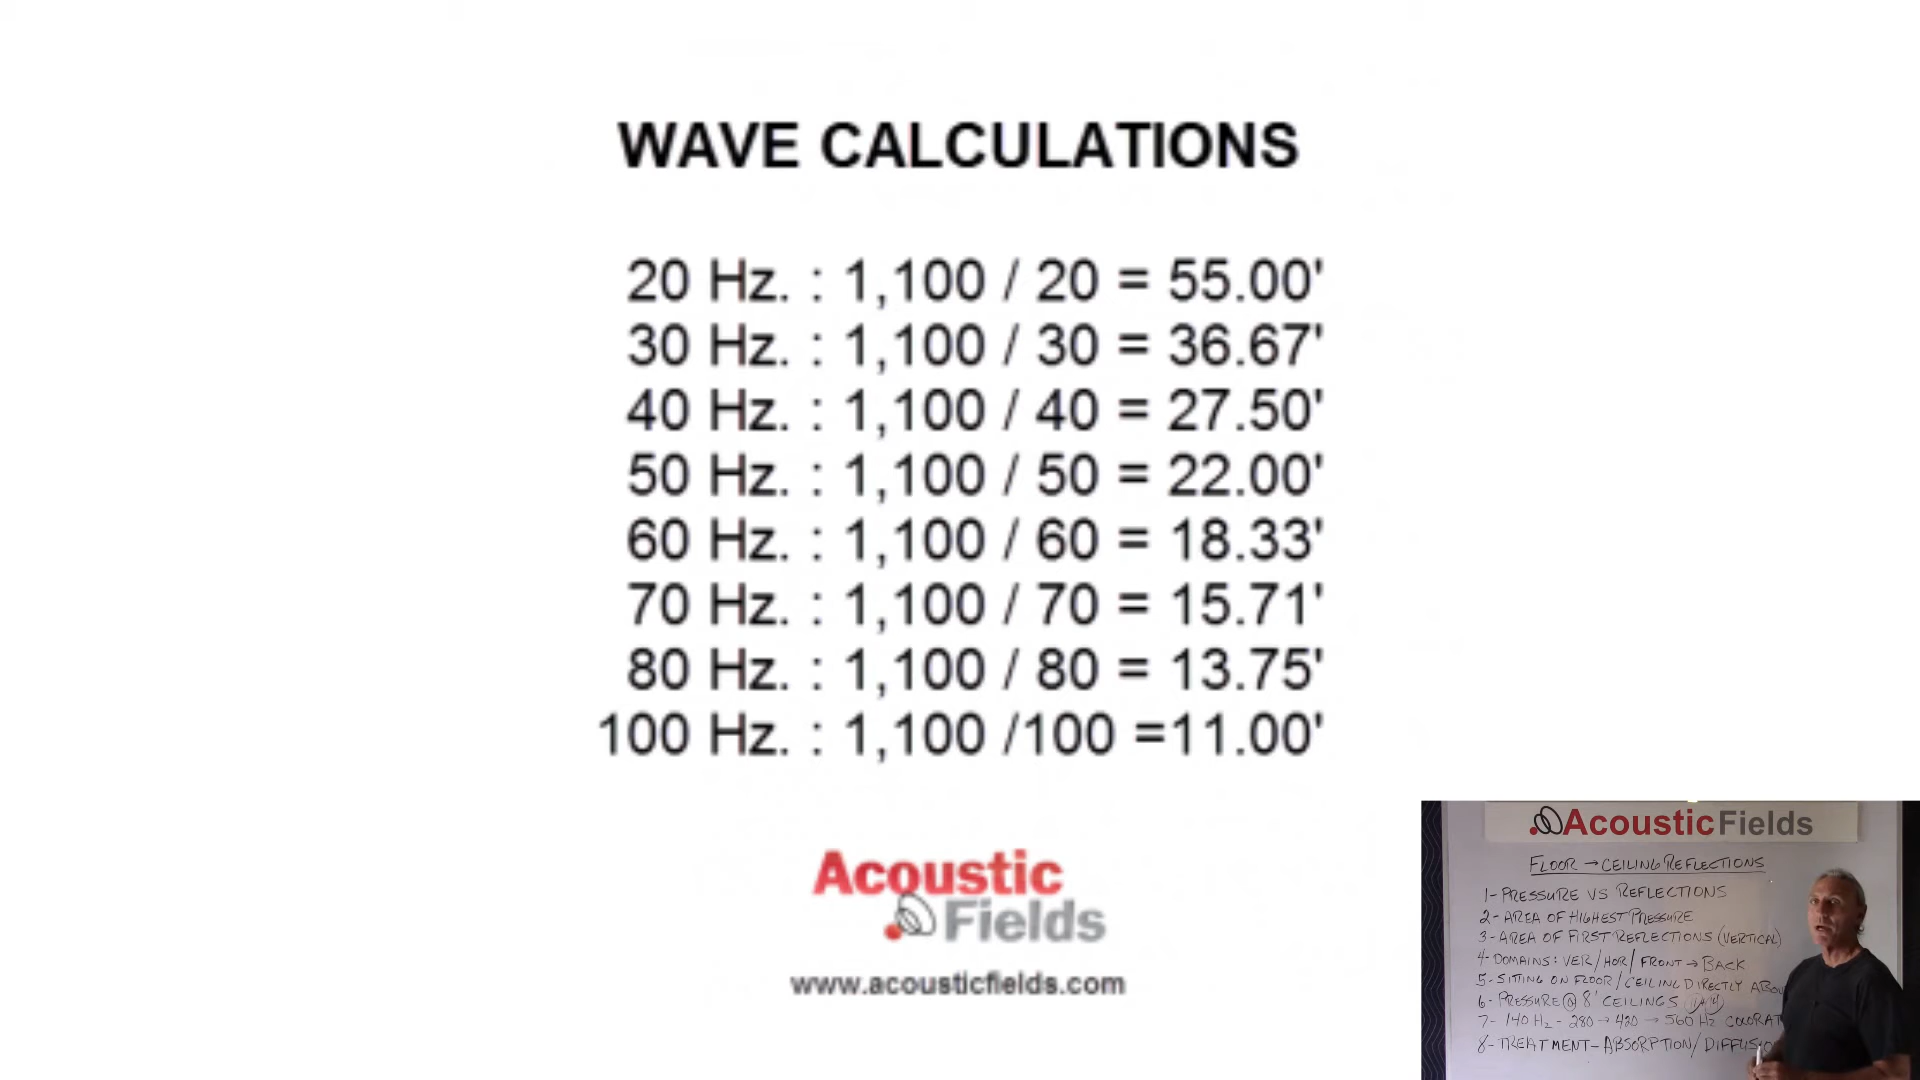 WAVE CALCULATIONS
20 Hz. : 1,100 / 20 = 55.00'
30 Hz. : 1,100 / 30 = 36.67'
40 Hz. : 1,100 / 40 = 27.50'
50 Hz. : 1,100 / 50 = 22.00'
60 Hz. : 1,100 / 60 = 18.33'
70 Hz. : 1,100 / 70 = 15.71'
80 Hz. : 1,100 / 80 = 13.75'
100 Hz. : 1,100 /100 =11.00'
Acoustic
Fields
www.acousticfields.com
AcousticFields
FLOOR → CEILING REFLECTIONS
1- PRESSURE VS REFLECTIONS
2- AREA OF HIGHEST PRESSURE
3- AREA OF FIRST REFLECTIONS (VERTICAL)
4- DOMAINS: VER/HOR/FRONT → BACK
5- SITTING ON FLOOR/CEILING DIRECTLY ABO
6- PRESSURE @ 8' CEILINGS
7- 140 Hz - 280 → 420 → 560 Hz COLORAT
8- TREATMENT- ABSORPTION/DIFFUSIO